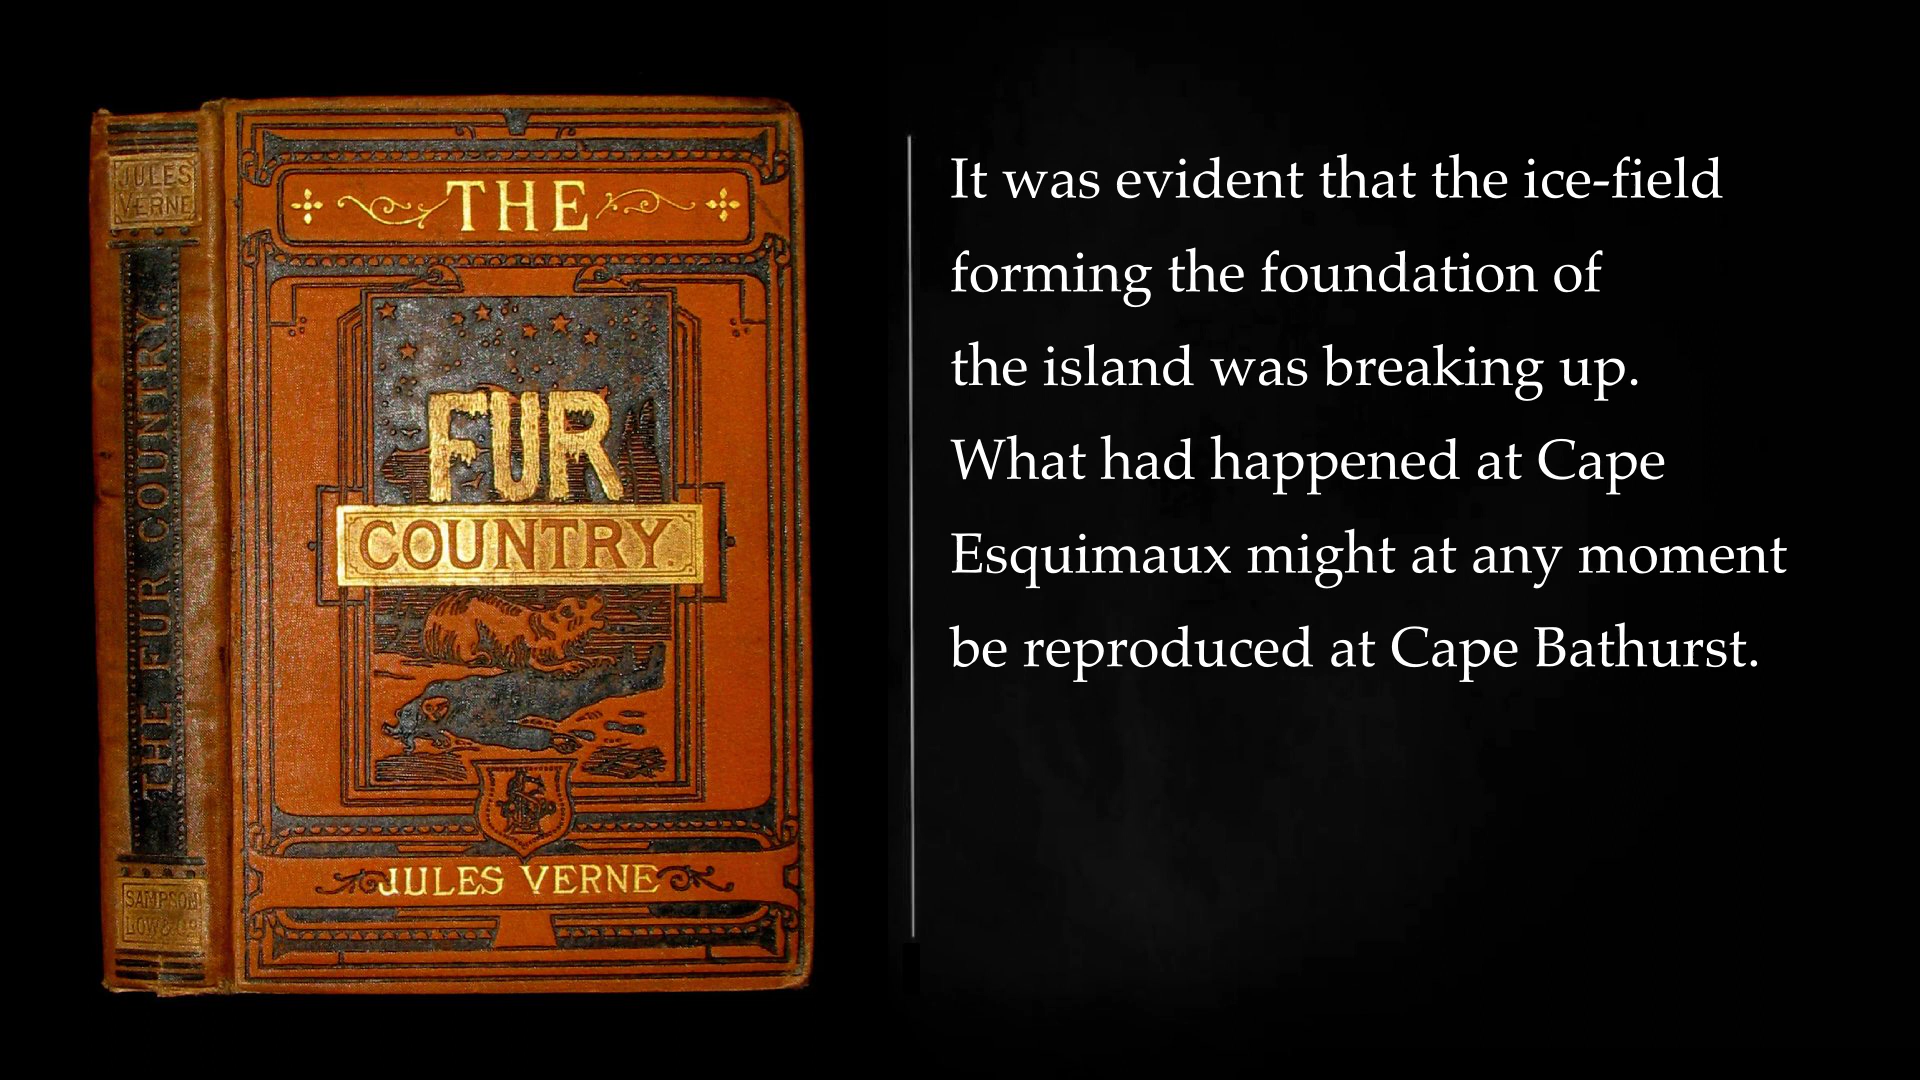 JULES
VERNE
THE FUR COUNTRY.
SAMPSON
LOW & Co
THE
FUR
COUNTRY.
JULES VERNE
It was evident that the ice-field
forming the foundation of
the island was breaking up.
What had happened at Cape
Esquimaux might at any moment
be reproduced at Cape Bathurst.